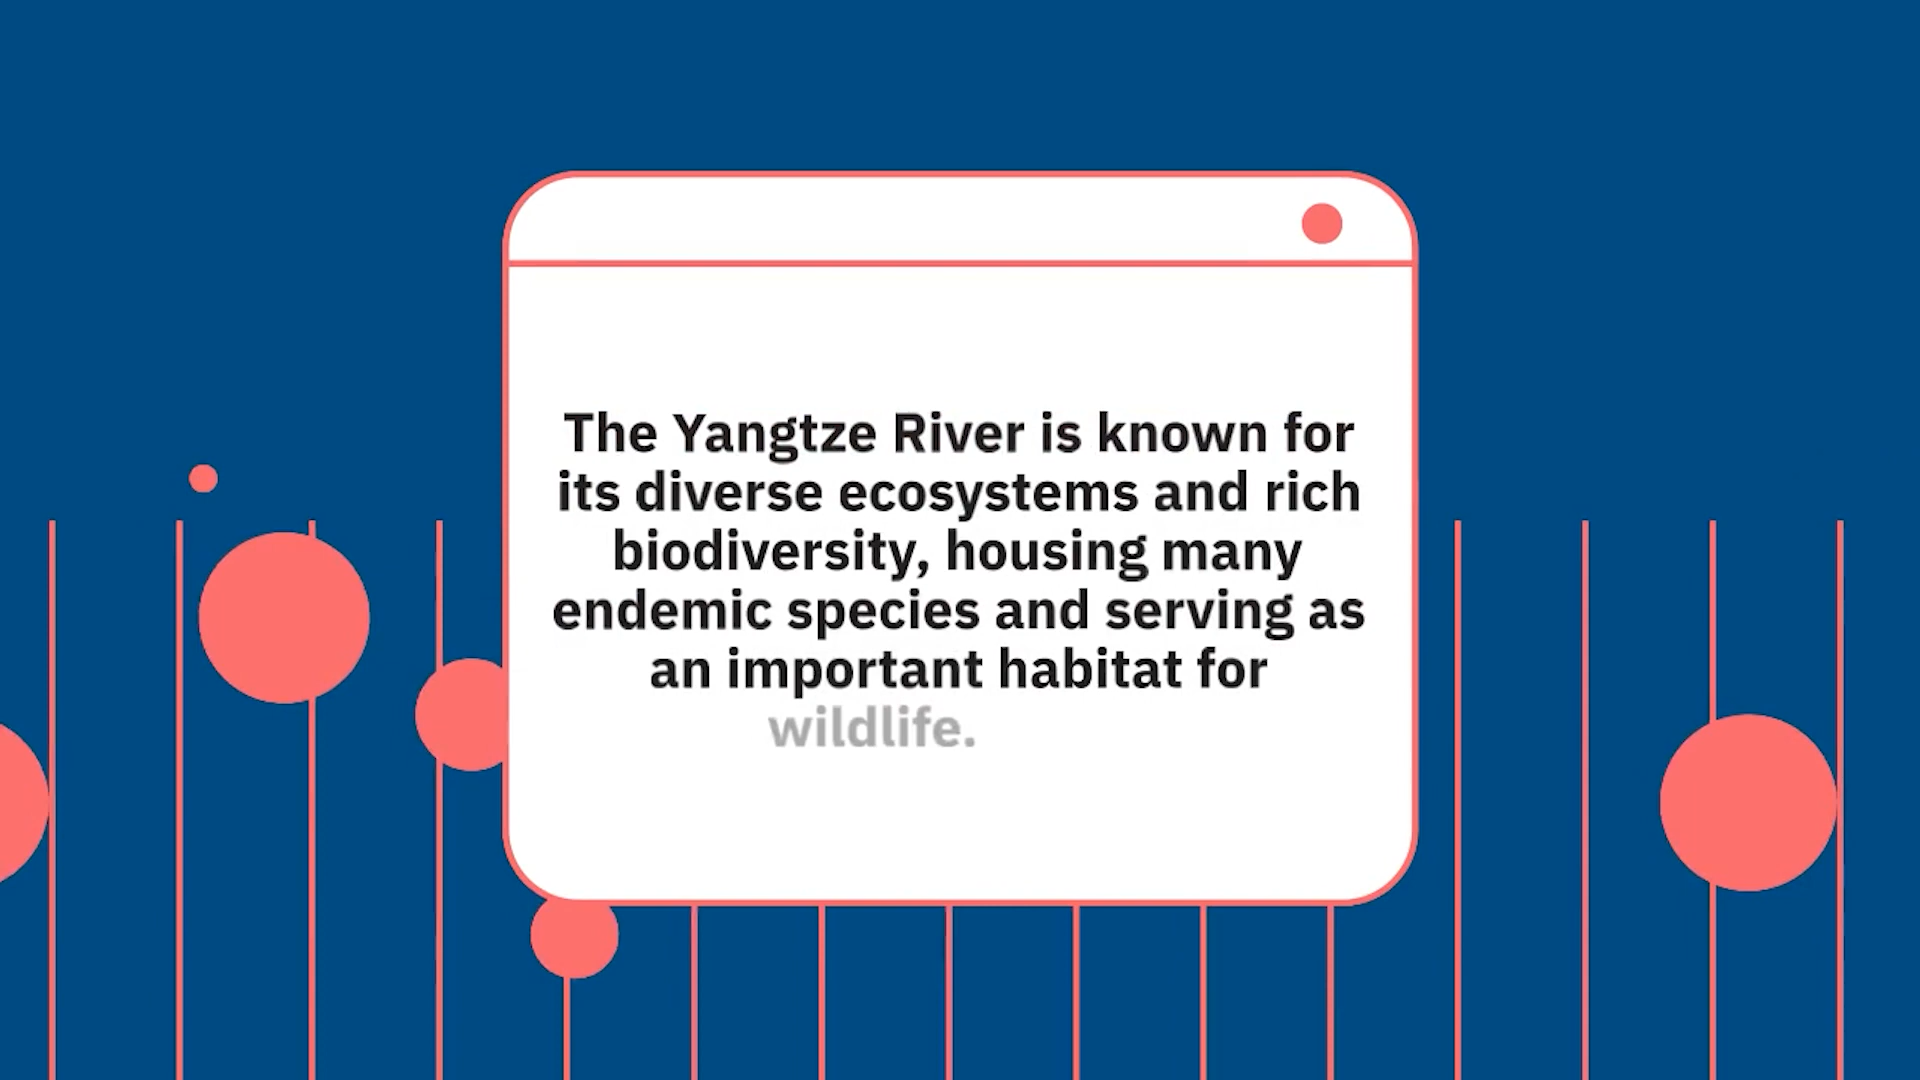 The Yangtze River is known for
its diverse ecosystems and rich
biodiversity, housing many
endemic species and serving as
an important habitat for
wildlife.